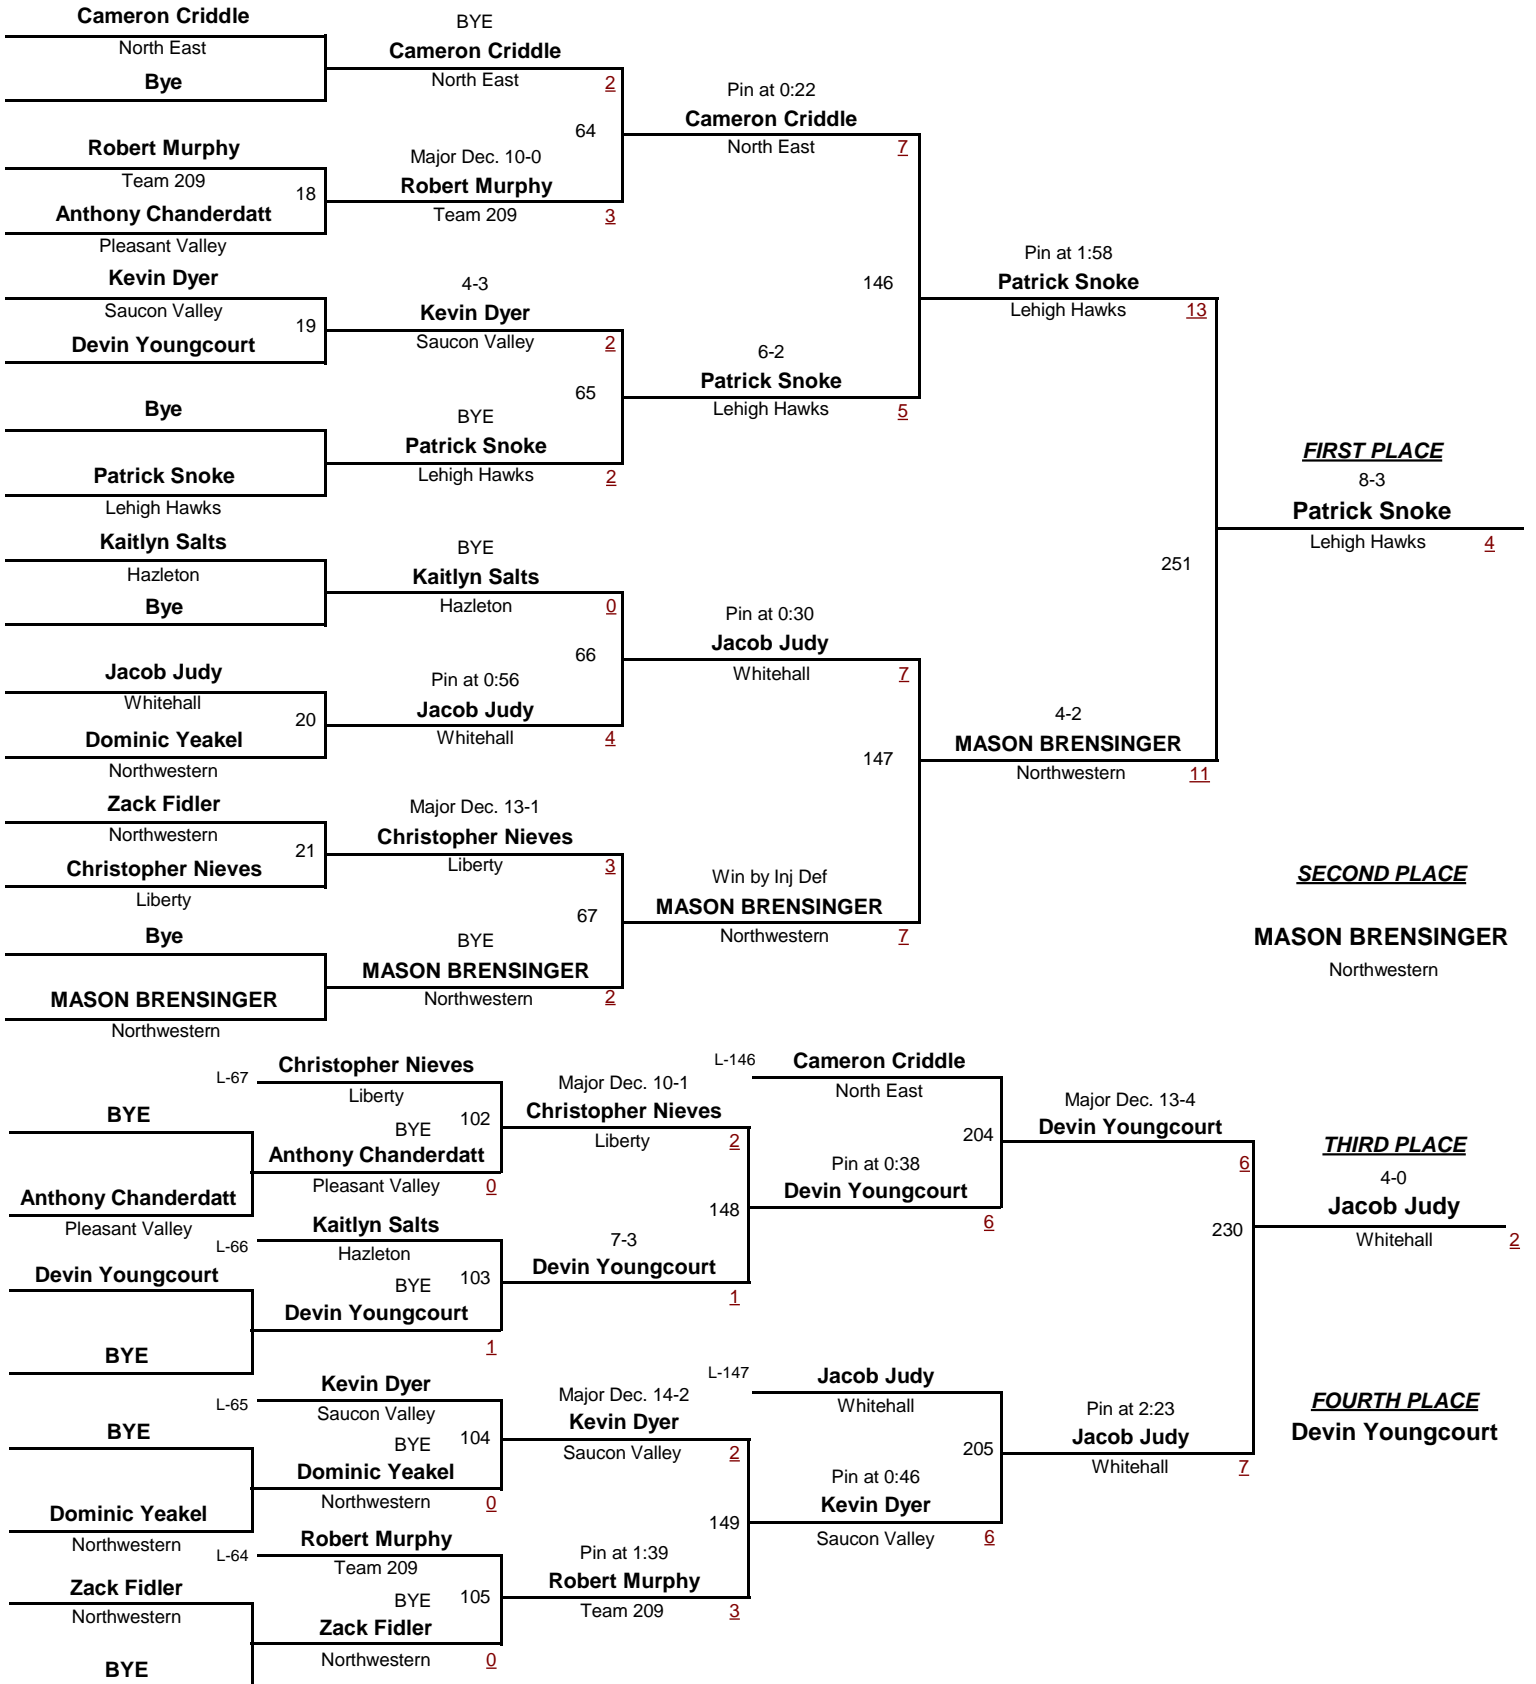 Cameron Criddle
North East
Bye
Robert Murphy
Team 209
18
Anthony Chanderdatt
Pleasant Valley
Kevin Dyer
Saucon Valley
19
Devin Youngcourt
Bye
Patrick Snoke
Lehigh Hawks
Kaitlyn Salts
Hazleton
Bye
Jacob Judy
Whitehall
20
Dominic Yeakel
Northwestern
Zack Fidler
Northwestern
21
Christopher Nieves
Liberty
Bye
MASON BRENSINGER
Northwestern
BYE
Cameron Criddle
North East
2
64
Major Dec. 10-0
Robert Murphy
Team 209
3
4-3
Kevin Dyer
Saucon Valley
2
65
BYE
Patrick Snoke
Lehigh Hawks
2
BYE
Kaitlyn Salts
Hazleton
0
66
Pin at 0:56
Jacob Judy
Whitehall
4
Major Dec. 13-1
Christopher Nieves
Liberty
3
67
BYE
MASON BRENSINGER
Northwestern
2
Pin at 0:22
Cameron Criddle
North East
7
146
6-2
Patrick Snoke
Lehigh Hawks
5
Pin at 0:30
Jacob Judy
Whitehall
7
147
Win by Inj Def
MASON BRENSINGER
Northwestern
7
Pin at 1:58
Patrick Snoke
Lehigh Hawks
13
251
4-2
MASON BRENSINGER
Northwestern
11
FIRST PLACE
8-3
Patrick Snoke
Lehigh Hawks
4
SECOND PLACE
MASON BRENSINGER
Northwestern
BYE
Anthony Chanderdatt
Pleasant Valley
Devin Youngcourt
BYE
BYE
Dominic Yeakel
Northwestern
Zack Fidler
Northwestern
BYE
L-67
Christopher Nieves
Liberty
102
BYE
Anthony Chanderdatt
Pleasant Valley
0
L-66
Kaitlyn Salts
Hazleton
103
BYE
Devin Youngcourt
1
L-65
Kevin Dyer
Saucon Valley
104
BYE
Dominic Yeakel
Northwestern
0
L-64
Robert Murphy
Team 209
105
BYE
Zack Fidler
Northwestern
0
Major Dec. 10-1
Christopher Nieves
Liberty
2
148
7-3
Devin Youngcourt
1
Major Dec. 14-2
Kevin Dyer
Saucon Valley
2
149
Pin at 1:39
Robert Murphy
Team 209
3
L-146
Cameron Criddle
North East
204
Pin at 0:38
Devin Youngcourt
6
L-147
Jacob Judy
Whitehall
205
Pin at 0:46
Kevin Dyer
Saucon Valley
6
Major Dec. 13-4
Devin Youngcourt
6
230
Pin at 2:23
Jacob Judy
Whitehall
7
THIRD PLACE
4-0
Jacob Judy
Whitehall
2
FOURTH PLACE
Devin Youngcourt